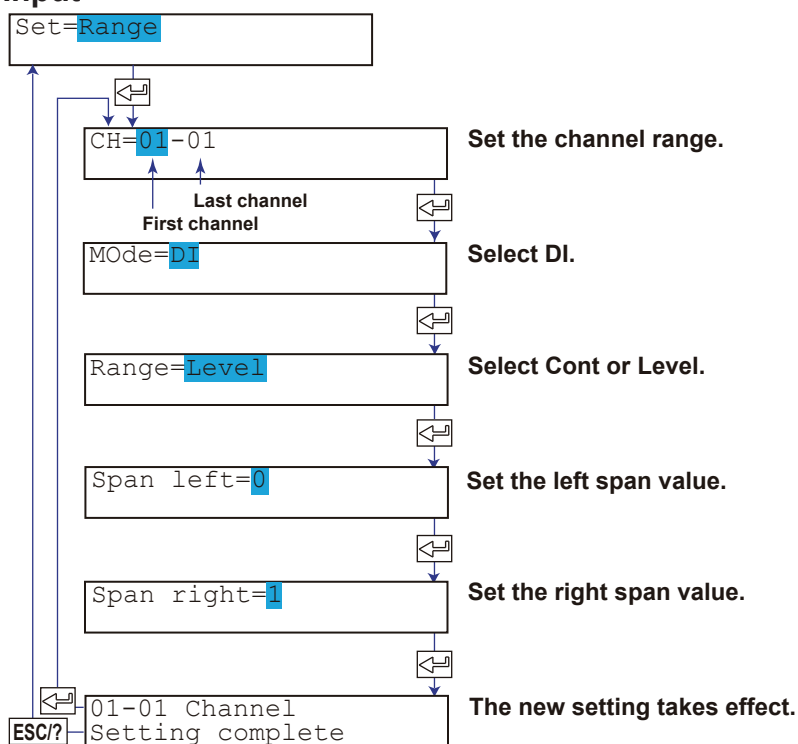 Set=Range
CH=01-01
Set the channel range.
Last channel
First channel
MOde=DI
Select DI.
Range=Level
Select Cont or Level.
Span left=0
Set the left span value.
Span right=1
Set the right span value.
01-01 Channel
The new setting takes effect.
ESC/?
Setting complete